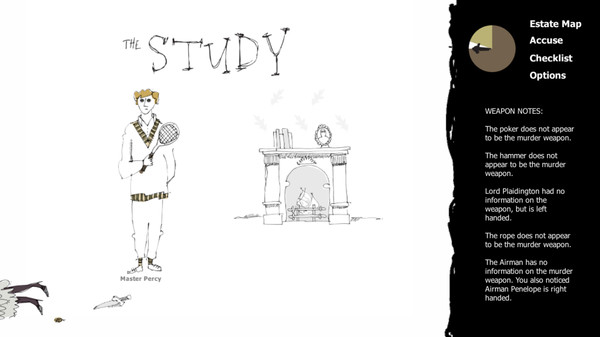 THE STUDY
Master Percy
Estate Map
Accuse
Checklist
Options
WEAPON NOTES:
The poker does not appear
to be the murder weapon.
The hammer does not
appear to be the murder
weapon.
Lord Plaidington had no
information on the
weapon, but is left
handed.
The rope does not appear
to be the murder weapon.
The Airman has no
information on the murder
weapon. You also noticed
Airman Penelope is right
handed.